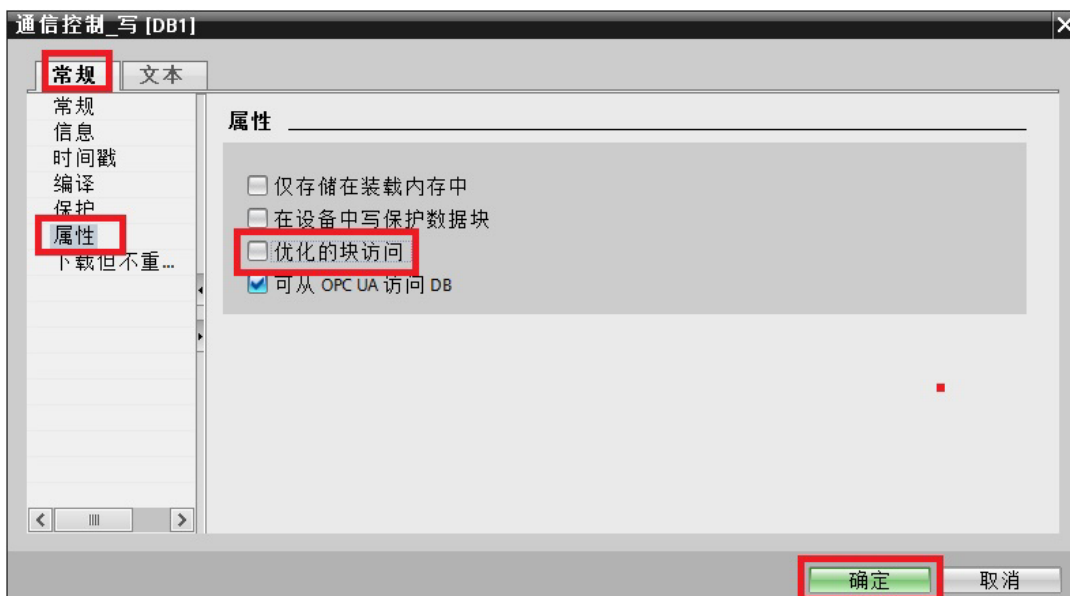 通信控制_写 [DB1]
常规 文本
常规
信息
时间戳
编译
保护
属性
下载但不重...
属性
仅存储在装载内存中
在设备中写保护数据块
优化的块访问
可从 OPC UA 访问 DB
确定 取消